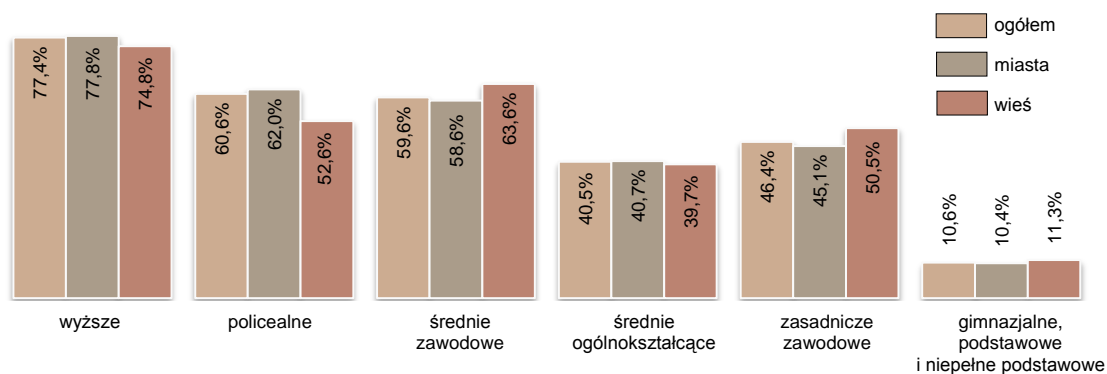 ogółem
miasta
wieś
77,4%
77,8%
74,8%
60,6%
62,0%
52,6%
59,6%
58,6%
63,6%
40,5%
40,7%
39,7%
46,4%
45,1%
50,5%
10,6%
10,4%
11,3%
wyższe
policealne
średnie
zawodowe
średnie
ogólnokształcące
zasadnicze
zawodowe
gimnazjalne,
podstawowe
i niepełne podstawowe